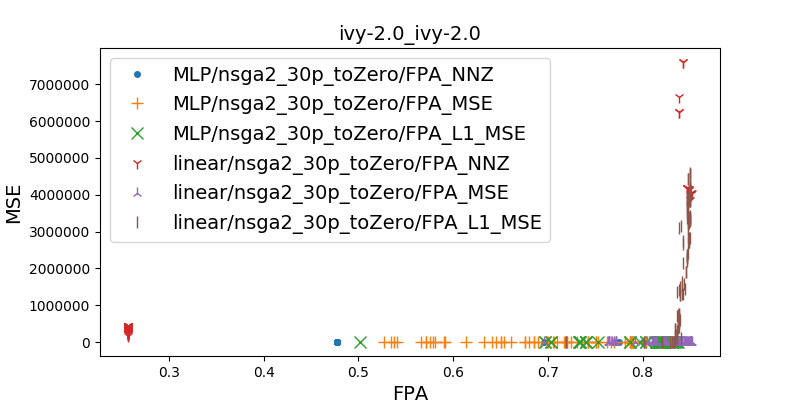 ivy-2.0_ivy-2.0
MLP/nsga2_30p_toZero/FPA_NNZ
MLP/nsga2_30p_toZero/FPA_MSE
MLP/nsga2_30p_toZero/FPA_L1_MSE
linear/nsga2_30p_toZero/FPA_NNZ
linear/nsga2_30p_toZero/FPA_MSE
linear/nsga2_30p_toZero/FPA_L1_MSE
MSE
7000000
6000000
5000000
4000000
3000000
2000000
1000000
0
0.3 0.4 0.5 0.6 0.7 0.8
FPA